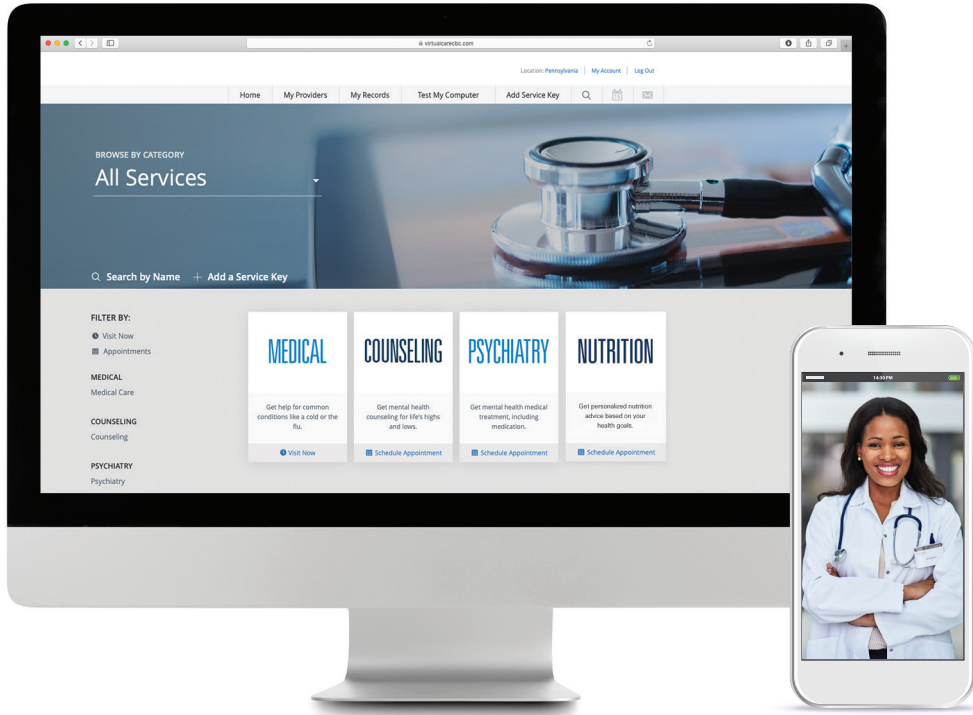 virtualcarecbc.com
Location: Pennsylvania | My Account | Log Out
Home My Providers My Records Test My Computer Add Service Key
BROWSE BY CATEGORY
All Services
Search by Name + Add a Service Key
FILTER BY:
Visit Now
Appointments
MEDICAL
Medical Care
COUNSELING
Counseling
PSYCHIATRY
Psychiatry
MEDICAL
Get help for common
conditions like a cold or the
flu.
Visit Now
COUNSELING
Get mental health
counseling for life's highs
and lows.
Schedule Appointment
PSYCHIATRY
Get mental health medical
treatment, including
medication.
Schedule Appointment
NUTRITION
Get personalized nutrition
advice based on your
health goals.
Schedule Appointment
14:30 PM